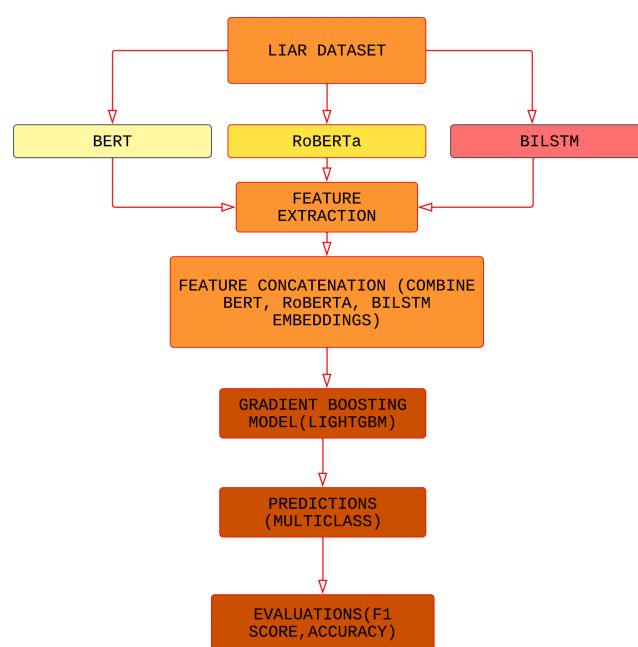 LIAR DATASET
BERT
RoBERTa
BILSTM
FEATURE
EXTRACTION
FEATURE CONCATENATION (COMBINE
BERT, RoBERTA, BILSTM
EMBEDDINGS)
GRADIENT BOOSTING
MODEL(LIGHTGBM)
PREDICTIONS
(MULTICLASS)
EVALUATIONS(F1
SCORE,ACCURACY)